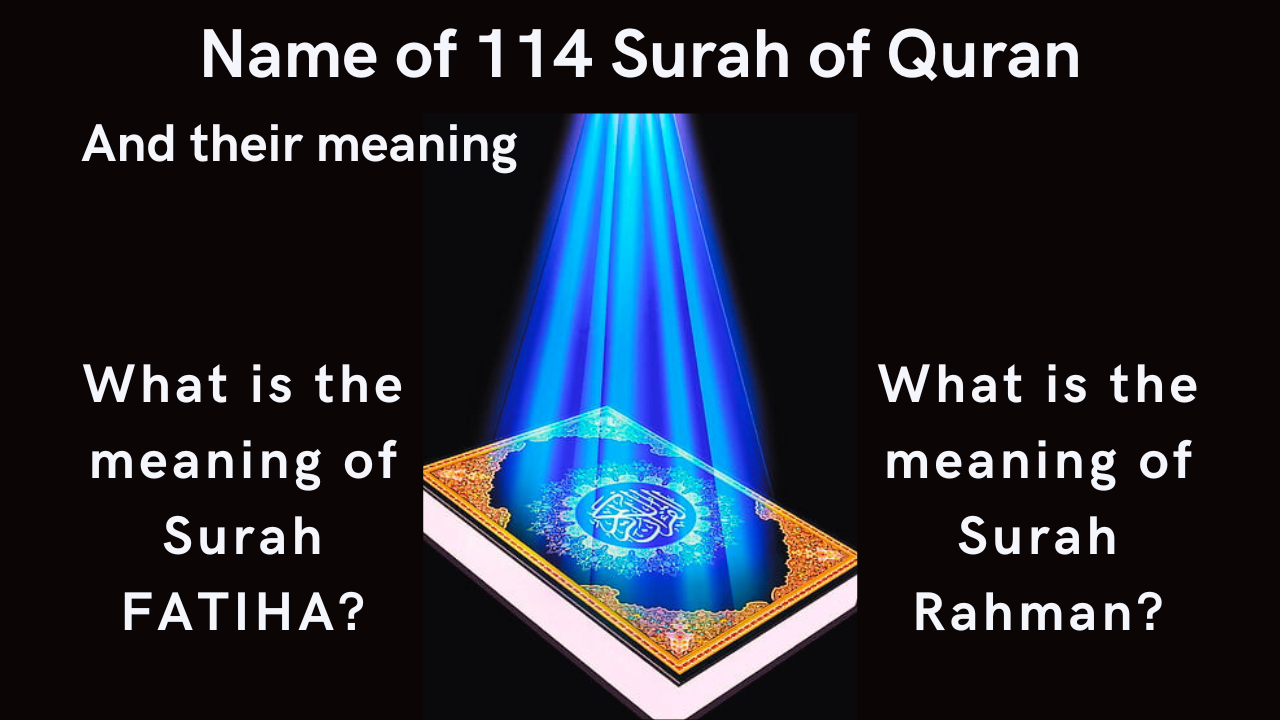 Name of 114 Surah of Quran
And their meaning
What is the
meaning of
Surah
FATIHA?
What is the
meaning of
Surah
Rahman?